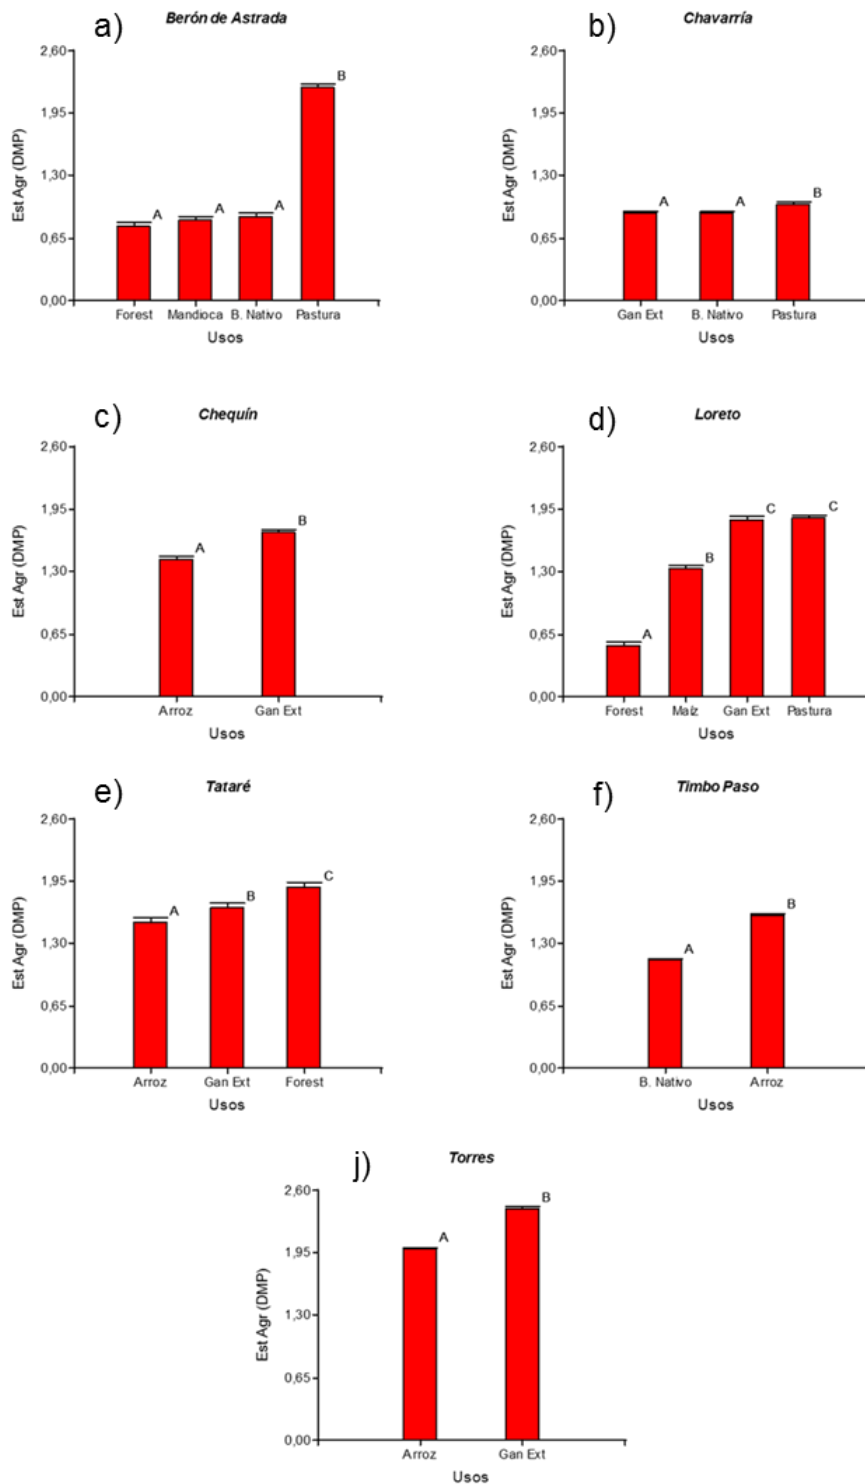 a)
Berón de Astrada
2,60
1,95
1,30
0,65
0,00
Est Agr (DMP)
A
A
A
B
Forest Mandioca B. Nativo Pastura
Usos
b)
Chavarría
2,60
1,95
1,30
0,65
0,00
Est Agr (DMP)
A
A
B
Gan Ext B. Nativo Pastura
Usos
c)
Chequín
2,60
1,95
1,30
0,65
0,00
Est Agr (DMP)
A
B
Arroz Gan Ext
Usos
d)
Loreto
2,60
1,95
1,30
0,65
0,00
Est Agr (DMP)
A
B
C
C
Forest Maíz Gan Ext Pastura
Usos
e)
Tataré
2,60
1,95
1,30
0,65
0,00
Est Agr (DMP)
A
B
C
Arroz Gan Ext Forest
Usos
f)
Timbo Paso
2,60
1,95
1,30
0,65
0,00
Est Agr (DMP)
A
B
B. Nativo Arroz
Usos
j)
Torres
2,60
1,95
1,30
0,65
0,00
Est Agr (DMP)
A
B
Arroz Gan Ext
Usos